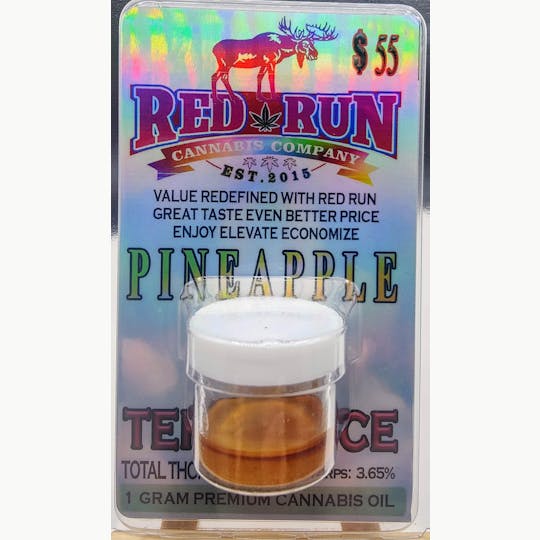 $ 55
RED RUN
CANNABIS COMPANY
EST. 2015
VALUE REDEFINED WITH RED RUN
GREAT TASTE EVEN BETTER PRICE
ENJOY ELEVATE ECONOMIZE
PINEAPPLE
TOTAL 3.65%
1 GRAM PREMIUM CANNABIS OIL